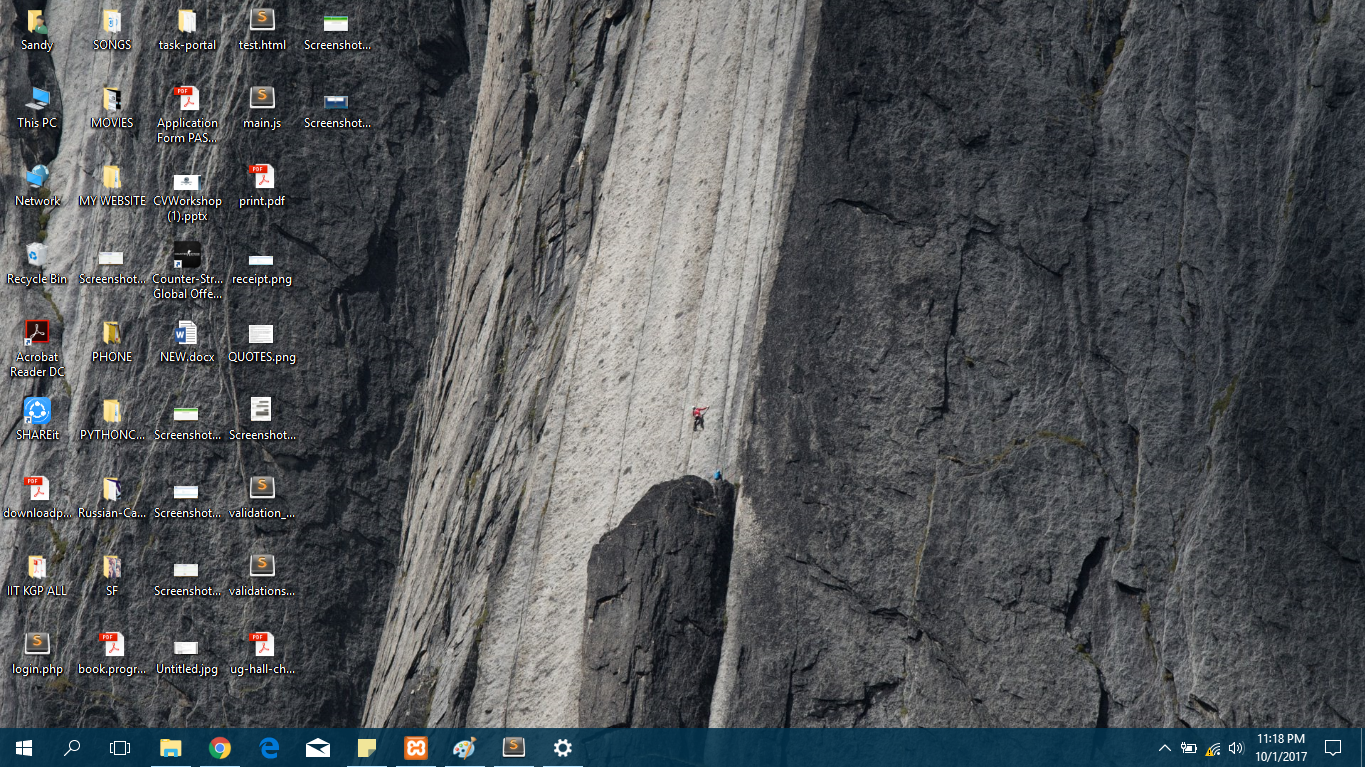 Sandy
SONGS
task-portal
test.html
Screenshot...
This PC
MOVIES
Application
Form PAS...
main.js
Screenshot...
Network
MY WEBSITE
CVWorkshop
(1).pptx
print.pdf
Recycle Bin
Screenshot...
Counter-Str...
Global Offe...
receipt.png
Acrobat
Reader DC
PHONE
NEW.docx
QUOTES.png
SHAREit
PYTHONC...
Screenshot...
Screenshot...
downloadp...
Russian-Ca...
Screenshot...
validation_...
IIT KGP ALL
SF
Screenshot...
validations...
login.php
book.progr...
Untitled.jpg
ug-hall-ch...
11:18 PM
10/1/2017